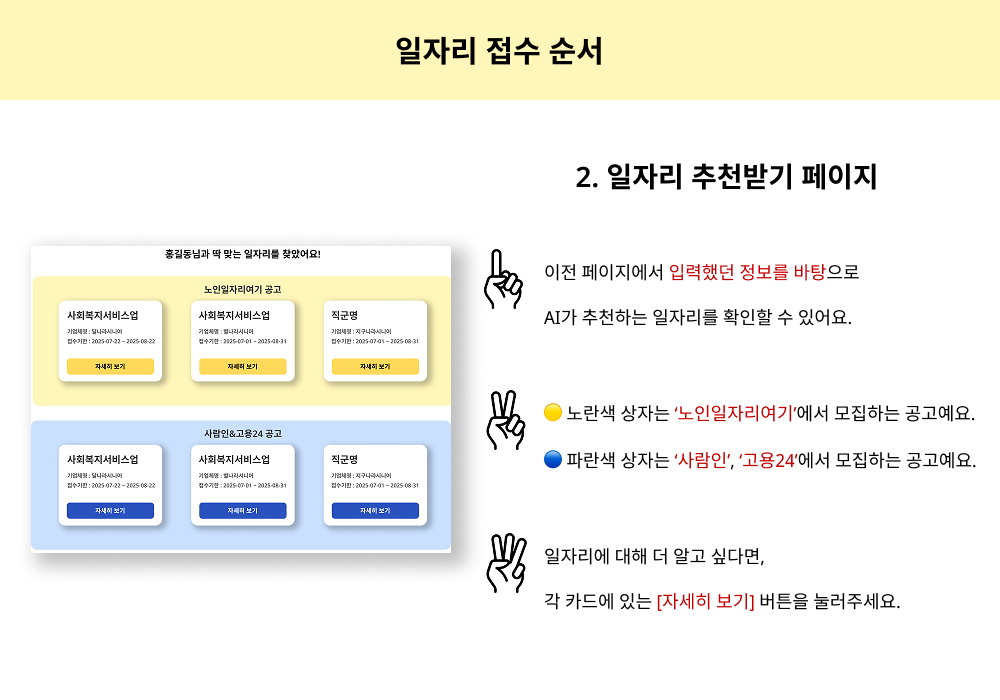 일자리 접수 순서
2. 일자리 추천받기 페이지
홍길동님과 딱 맞는 일자리를 찾았어요!
노인일자리여기 공고
사회복지서비스업
기업체명 : 달나라시니어
접수기한 : 2025-07-22 ~ 2025-08-22
자세히 보기
사회복지서비스업
기업체명 : 별나라시니어
접수기한 : 2025-07-01 ~ 2025-08-31
자세히 보기
직군명
기업체명 : 지구나라시니어
접수기한 : 2025-07-01 ~ 2025-08-31
자세히 보기
사람인&고용24 공고
사회복지서비스업
기업체명 : 달나라시니어
접수기한 : 2025-07-22 ~ 2025-08-22
자세히 보기
사회복지서비스업
기업체명 : 별나라시니어
접수기한 : 2025-07-01 ~ 2025-08-31
자세히 보기
직군명
기업체명 : 지구나라시니어
접수기한 : 2025-07-01 ~ 2025-08-31
자세히 보기
이전 페이지에서 입력했던 정보를 바탕으로
AI가 추천하는 일자리를 확인할 수 있어요.
노란색 상자는 ‘노인일자리여기’에서 모집하는 공고예요.
파란색 상자는 ‘사람인’, ‘고용24’에서 모집하는 공고예요.
일자리에 대해 더 알고 싶다면,
각 카드에 있는 [자세히 보기] 버튼을 눌러주세요.